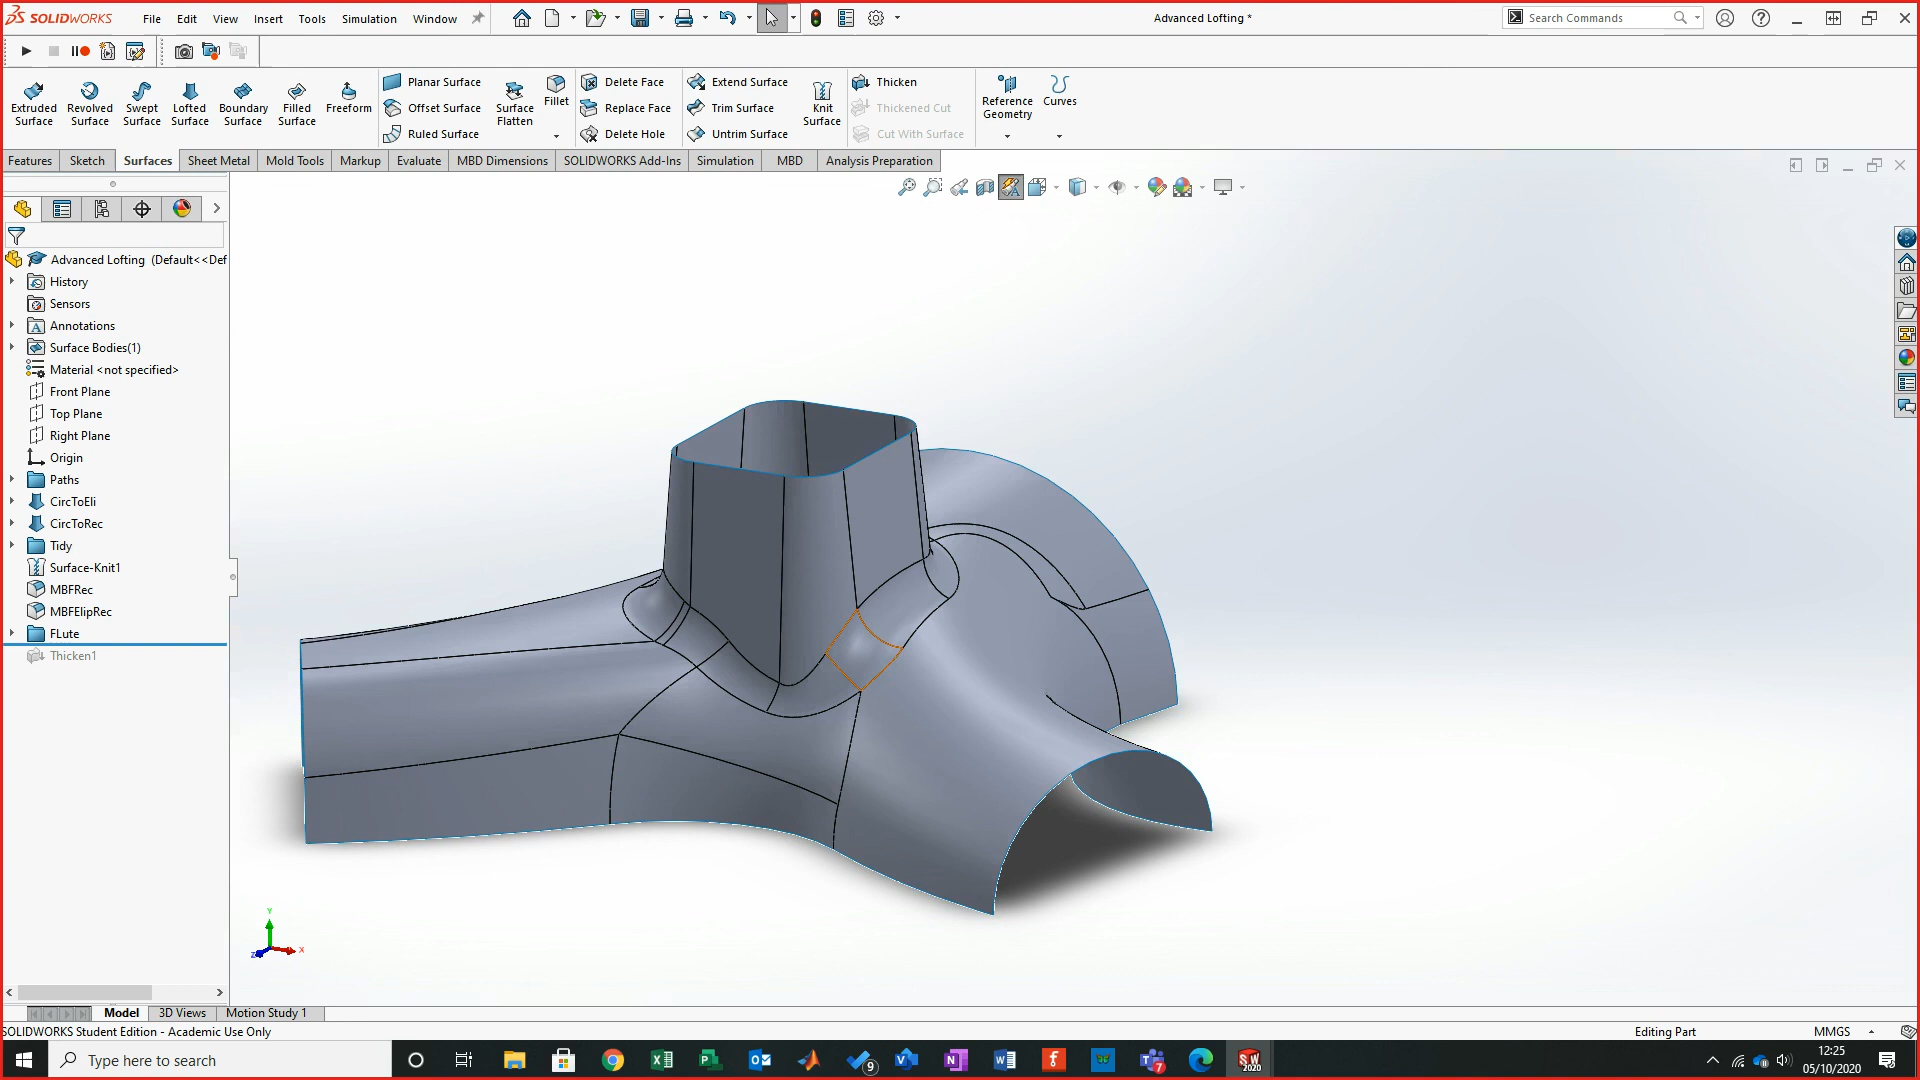 SOLIDWORKS File Edit View Insert Tools Simulation Window Advanced Lofting * Search Commands
Extruded Surface
Revolved Surface
Swept Surface
Lofted Surface
Boundary Surface
Filled Surface
Freeform
Planar Surface
Offset Surface
Ruled Surface
Surface Flatten
Fillet
Delete Face
Replace Face
Delete Hole
Extend Surface
Trim Surface
Untrim Surface
Knit Surface
Thicken
Thickened Cut
Cut With Surface
Reference Geometry
Curves
Features Sketch Surfaces Sheet Metal Mold Tools Markup Evaluate MBD Dimensions SOLIDWORKS Add-Ins Simulation MBD Analysis Preparation
Advanced Lofting (Default<<Def
History
Sensors
Annotations
Surface Bodies(1)
Material <not specified>
Front Plane
Top Plane
Right Plane
Origin
Paths
CircToEli
CircToRec
Tidy
Surface-Knit1
MBFRec
MBFElipRec
FLute
Thicken1
Y
X
Z
Model 3D Views Motion Study 1
SOLIDWORKS Student Edition - Academic Use Only Editing Part MMGS
Type here to search
9
7
SW 2020
12:25
05/10/2020